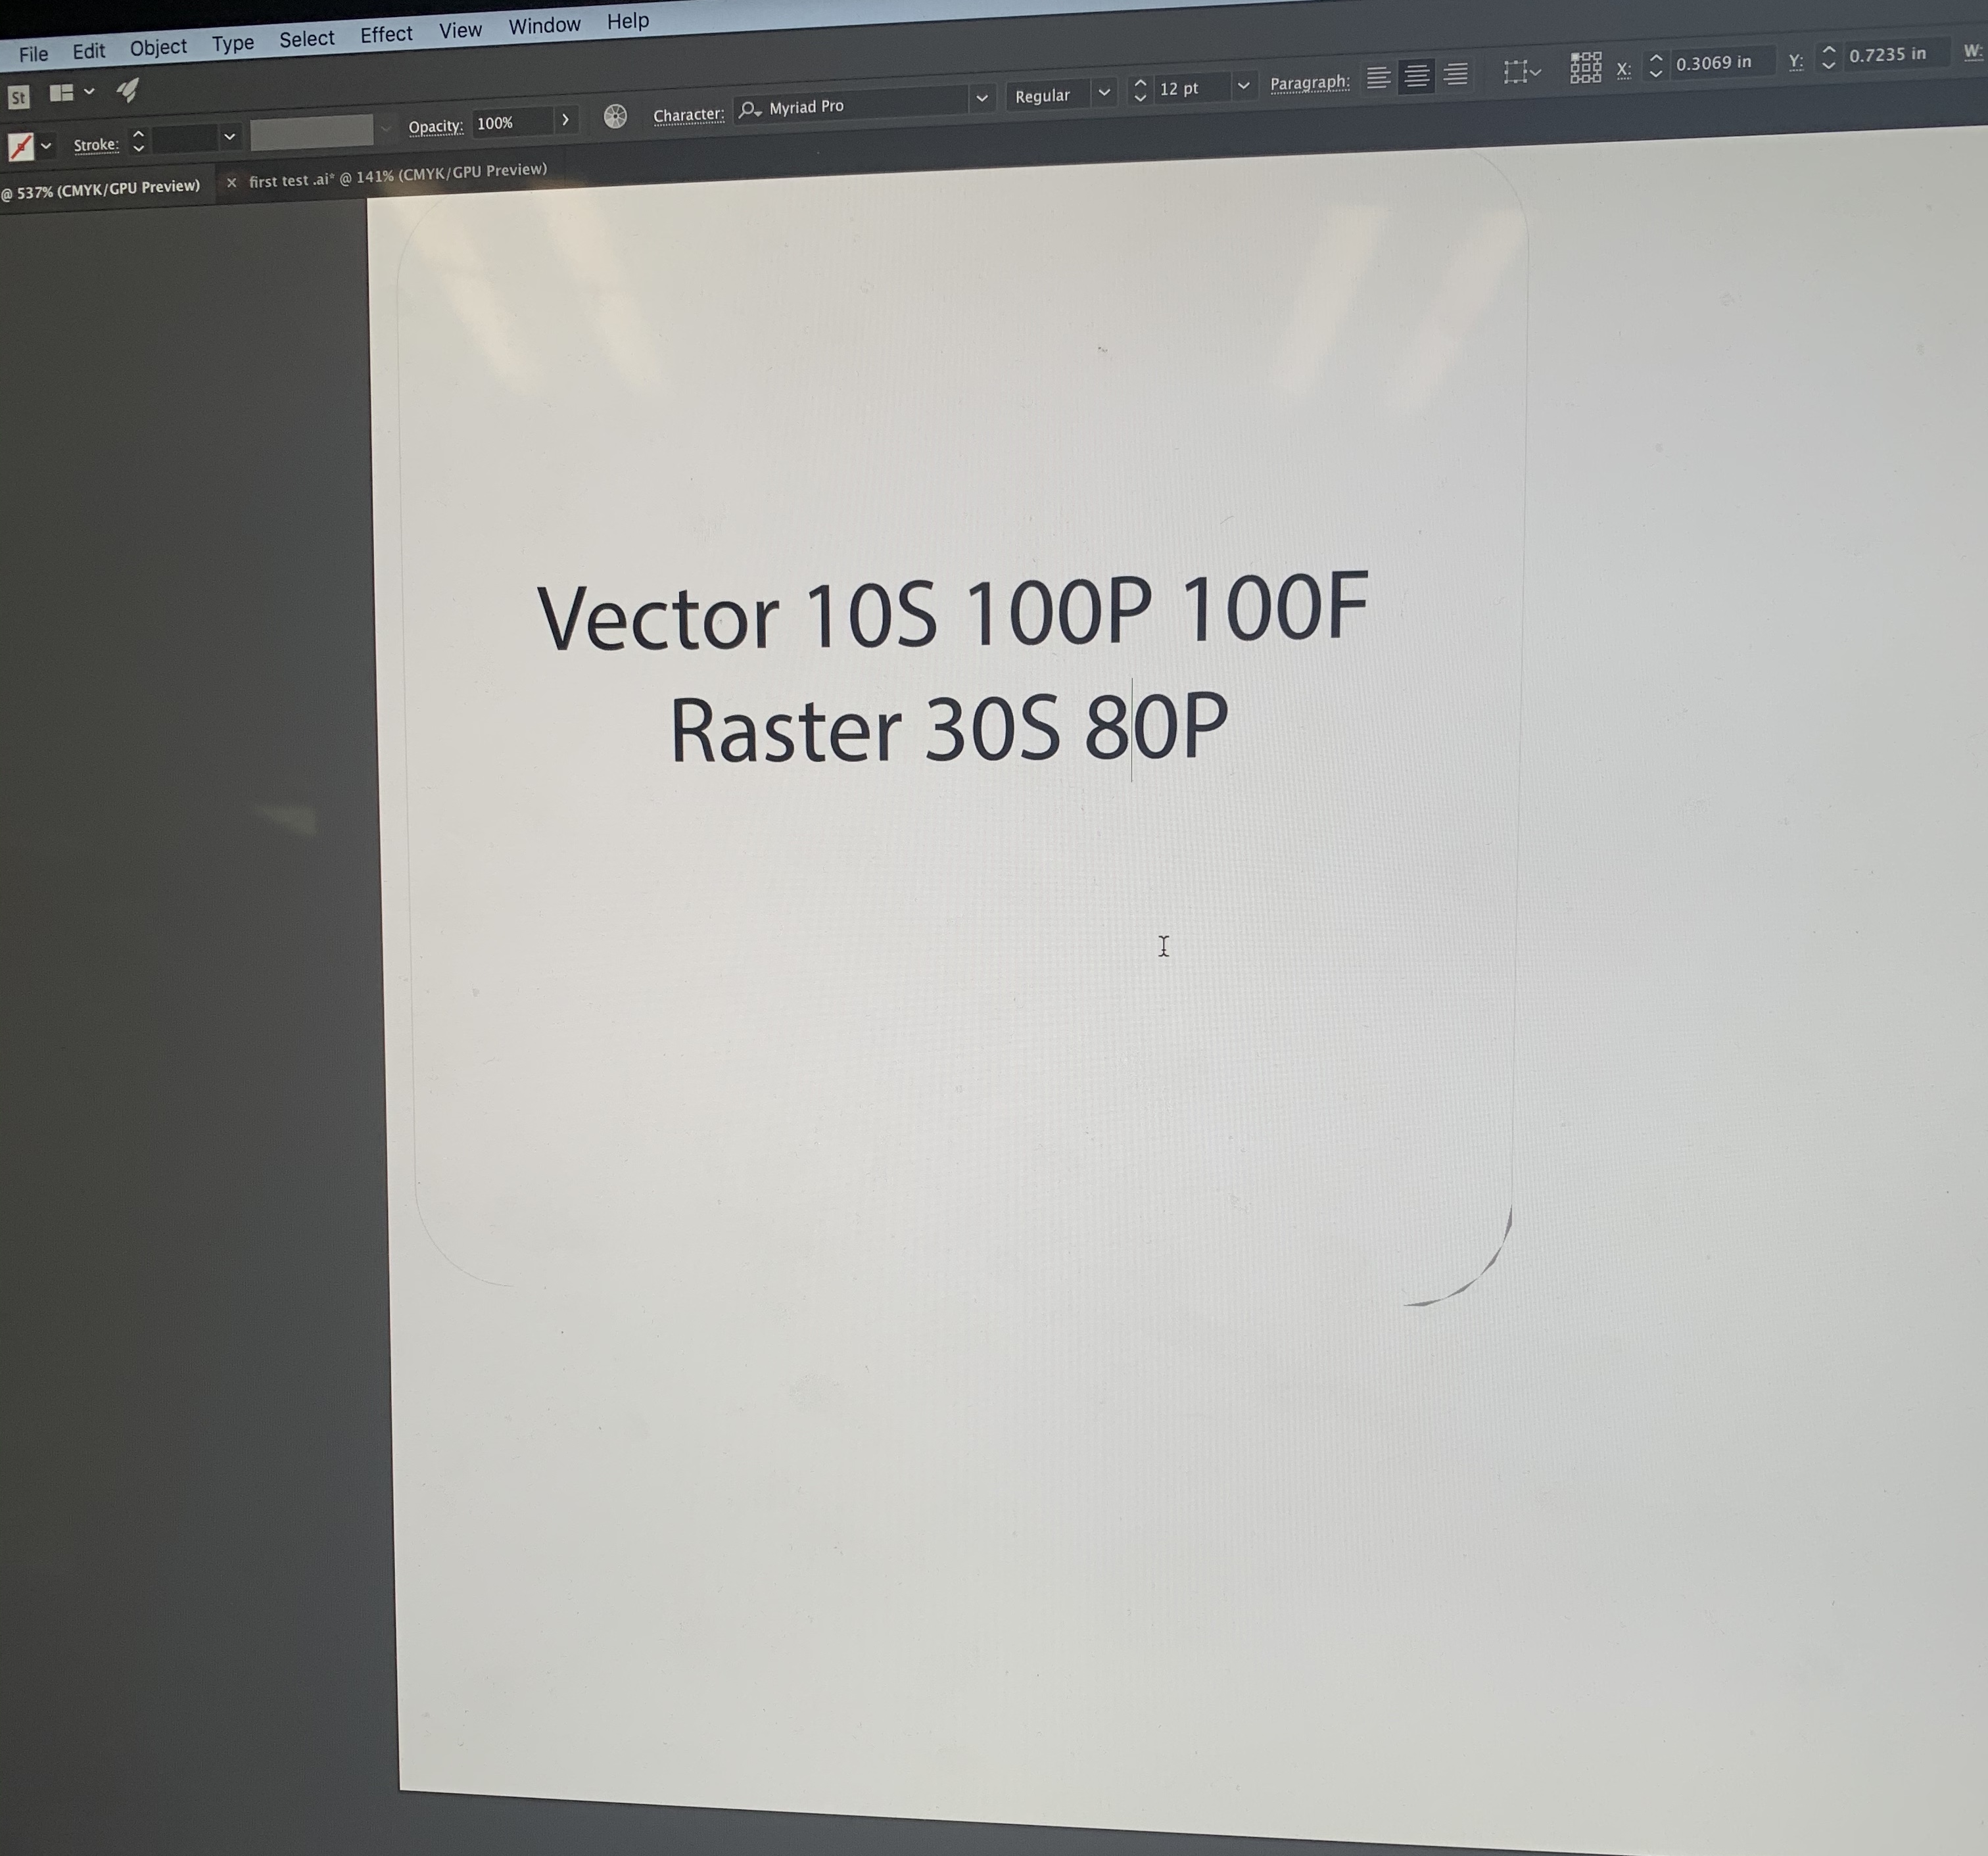 File Edit Object Type Select Effect View Window Help
St
Stroke: Opacity: 100% Character: Myriad Pro Regular 12 pt Paragraph: X: 0.3069 in Y: 0.7235 in W:
@ 537% (CMYK/GPU Preview) × first test .ai* @ 141% (CMYK/GPU Preview)
Vector 10S 100P 100F
Raster 30S 80P